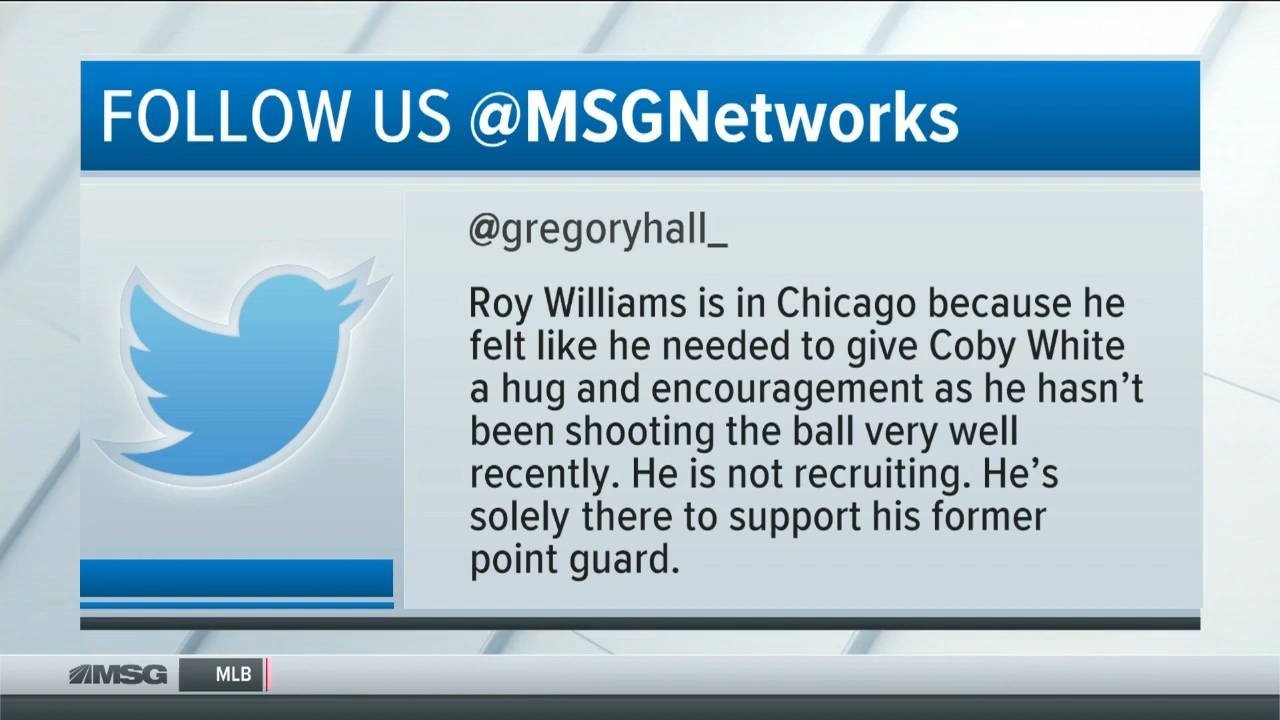 FOLLOW US @MSGNetworks
@gregoryhall_
Roy Williams is in Chicago because he
felt like he needed to give Coby White
a hug and encouragement as he hasn’t
been shooting the ball very well
recently. He is not recruiting. He’s
solely there to support his former
point guard.
MSG MLB